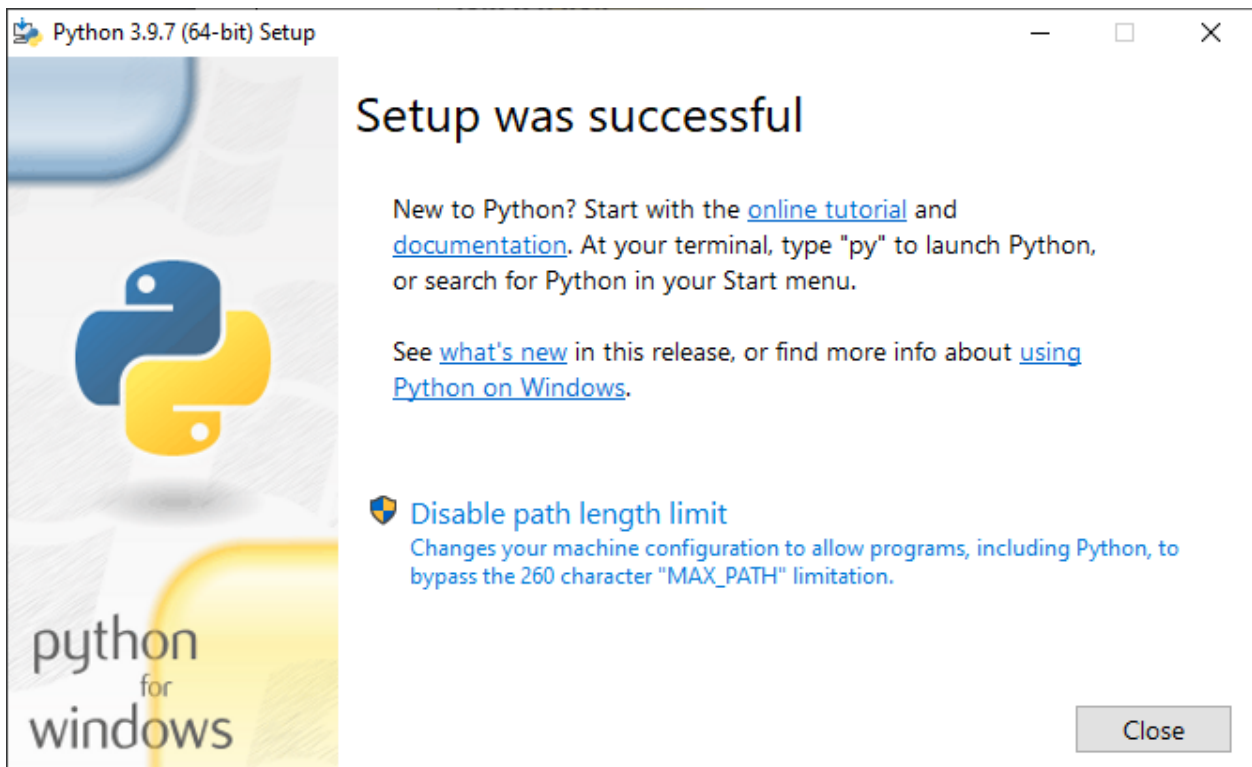 Python 3.9.7 (64-bit) Setup
Setup was successful
New to Python? Start with the online tutorial and
documentation. At your terminal, type "py" to launch Python,
or search for Python in your Start menu.
See what's new in this release, or find more info about using
Python on Windows.
Disable path length limit
Changes your machine configuration to allow programs, including Python, to
bypass the 260 character "MAX_PATH" limitation.
python
for
windows
Close